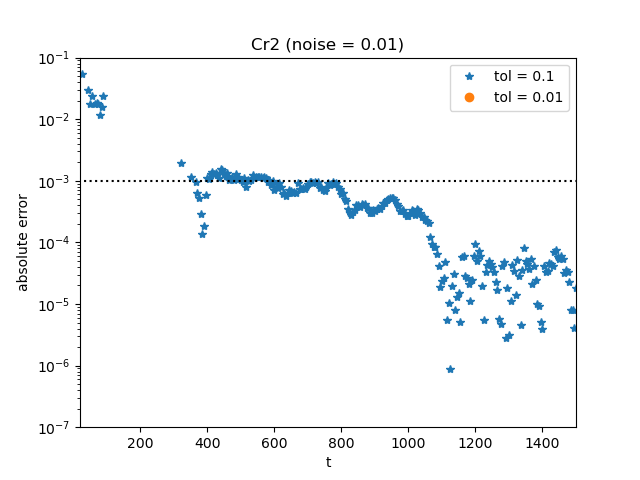 Cr2 (noise = 0.01)
tol = 0.1
tol = 0.01
absolute error
10⁻¹
10⁻²
10⁻³
10⁻⁴
10⁻⁵
10⁻⁶
10⁻⁷
200 400 600 800 1000 1200 1400
t